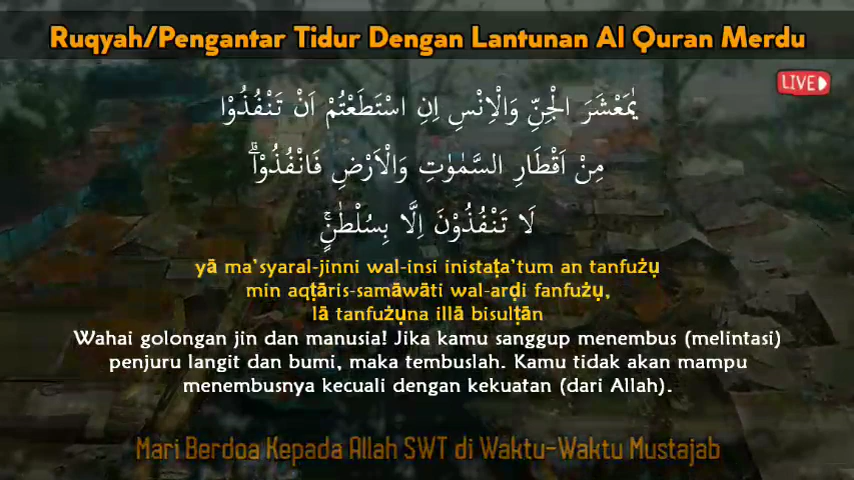 Ruqyah/Pengantar Tidur Dengan Lantunan Al Quran Merdu
LIVE
يٰمَعْشَرَ الْجِنِّ وَالْاِنْسِ اِنِ اسْتَطَعْتُمْ اَنْ تَنْفُذُوْا
مِنْ اَقْطَارِ السَّمٰوٰتِ وَالْاَرْضِ فَانْفُذُوْاۗ
لَا تَنْفُذُوْنَ اِلَّا بِسُلْطٰنٍۚ
yā ma'syaral-jinni wal-insi inistaṭa'tum an tanfużụ
min aqṭāris-samāwāti wal-arḍi fanfużụ,
lā tanfużụna illā bisulṭān
Wahai golongan jin dan manusia! Jika kamu sanggup menembus (melintasi)
penjuru langit dan bumi, maka tembuslah. Kamu tidak akan mampu
menembusnya kecuali dengan kekuatan (dari Allah).
Mari Berdoa Kepada Allah SWT di Waktu-Waktu Mustajab